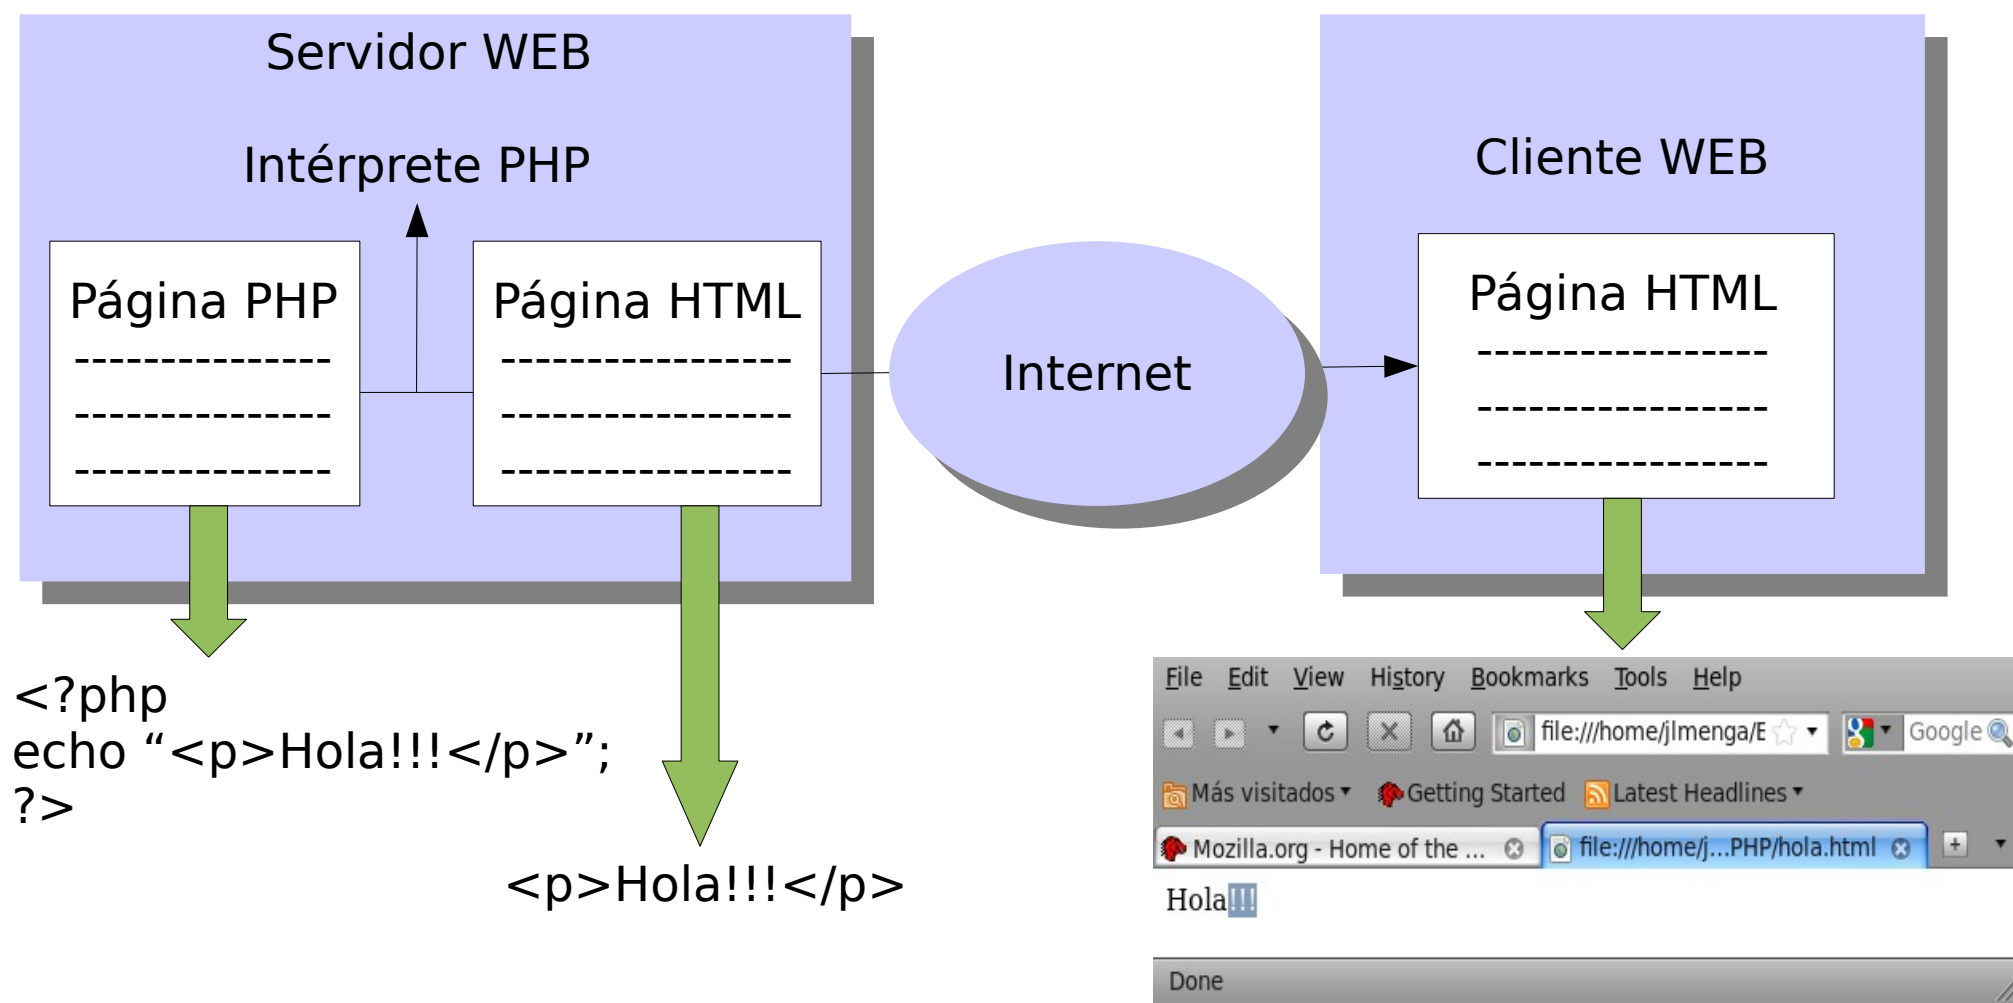 Servidor WEB
Intérprete PHP
Página PHP
---------------
---------------
---------------
Página HTML
-----------------
-----------------
-----------------
Internet
Cliente WEB
Página HTML
-----------------
-----------------
-----------------
<?php
echo “<p>Hola!!!</p>”;
?>
<p>Hola!!!</p>
File Edit View History Bookmarks Tools Help
file:///home/jlmenga/E Google
Más visitados Getting Started Latest Headlines
Mozilla.org - Home of the ... file:///home/j...PHP/hola.html
Hola!!!
Done